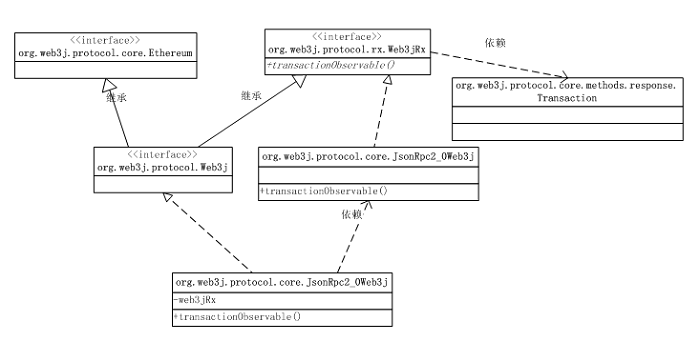 <<interface>>
org.web3j.protocol.core.Ethereum
<<interface>>
org.web3j.protocol.rx.Web3jRx
+transactionObservable()
依赖
org.web3j.protocol.core.methods.response.
Transaction
继承
继承
<<interface>>
org.web3j.protocol.Web3j
org.web3j.protocol.core.JsonRpc2_0Web3j
+transactionObservable()
依赖
org.web3j.protocol.core.JsonRpc2_0Web3j
-web3jRx
+transactionObservable()